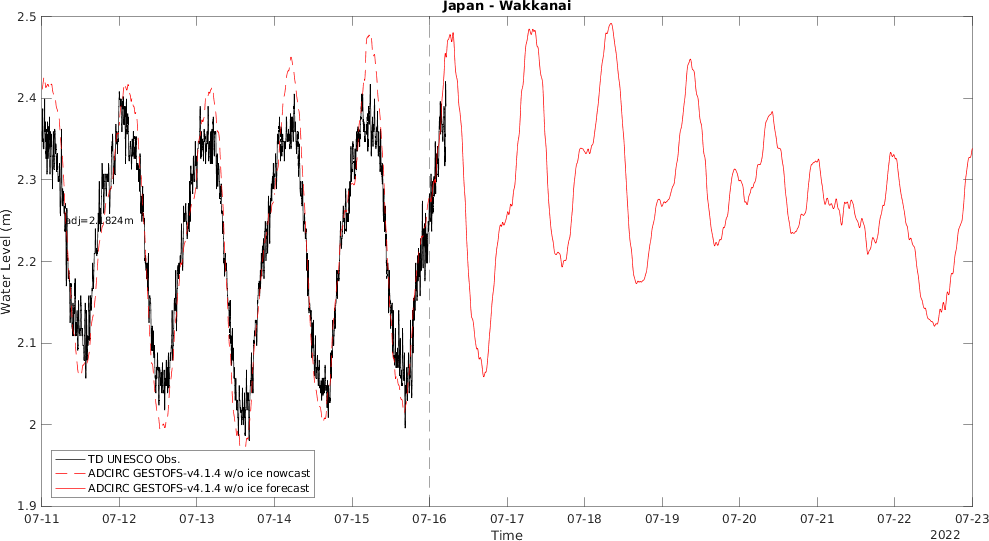 Japan - Wakkanai
2.5
2.4
2.3
2.2
2.1
2
1.9
Water Level (m)
adj=2.1824m
TD UNESCO Obs.
ADCIRC GESTOFS-v4.1.4 w/o ice nowcast
ADCIRC GESTOFS-v4.1.4 w/o ice forecast
07-11 07-12 07-13 07-14 07-15 07-16 07-17 07-18 07-19 07-20 07-21 07-22 07-23
Time
2022